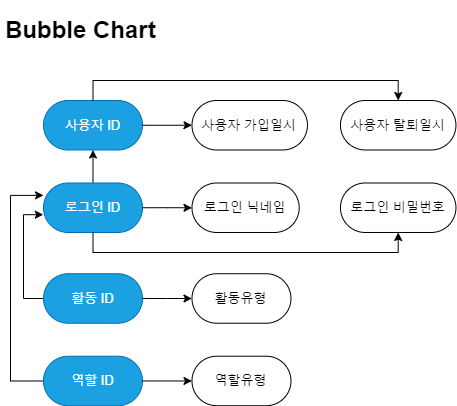 Bubble Chart
사용자 ID
사용자 가입일시
사용자 탈퇴일시
로그인 ID
로그인 닉네임
로그인 비밀번호
활동 ID
활동유형
역할 ID
역할유형